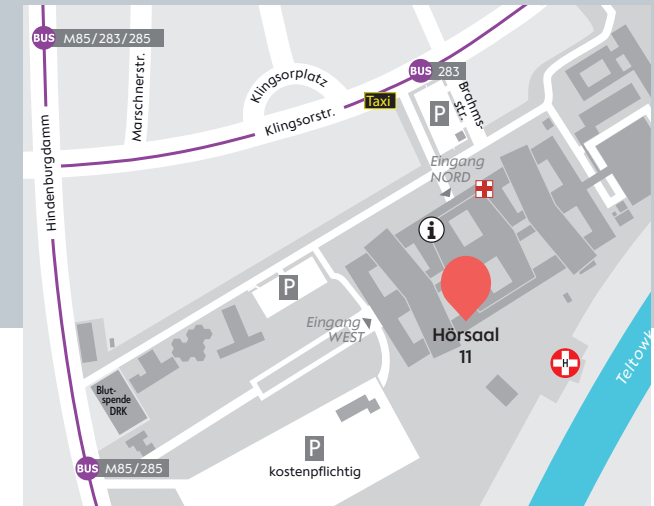 BUS M85/283/285
Marschnerstr.
Klingsorplatz
BUS 283
Taxi
Klingsorstr.
P
Brahms-
str.
Hindenburgdamm
Eingang
NORD
i
P
Eingang
WEST
Hörsaal
11
H
Teltowk
Blut-
spende
DRK
P
kostenpflichtig
BUS M85/285